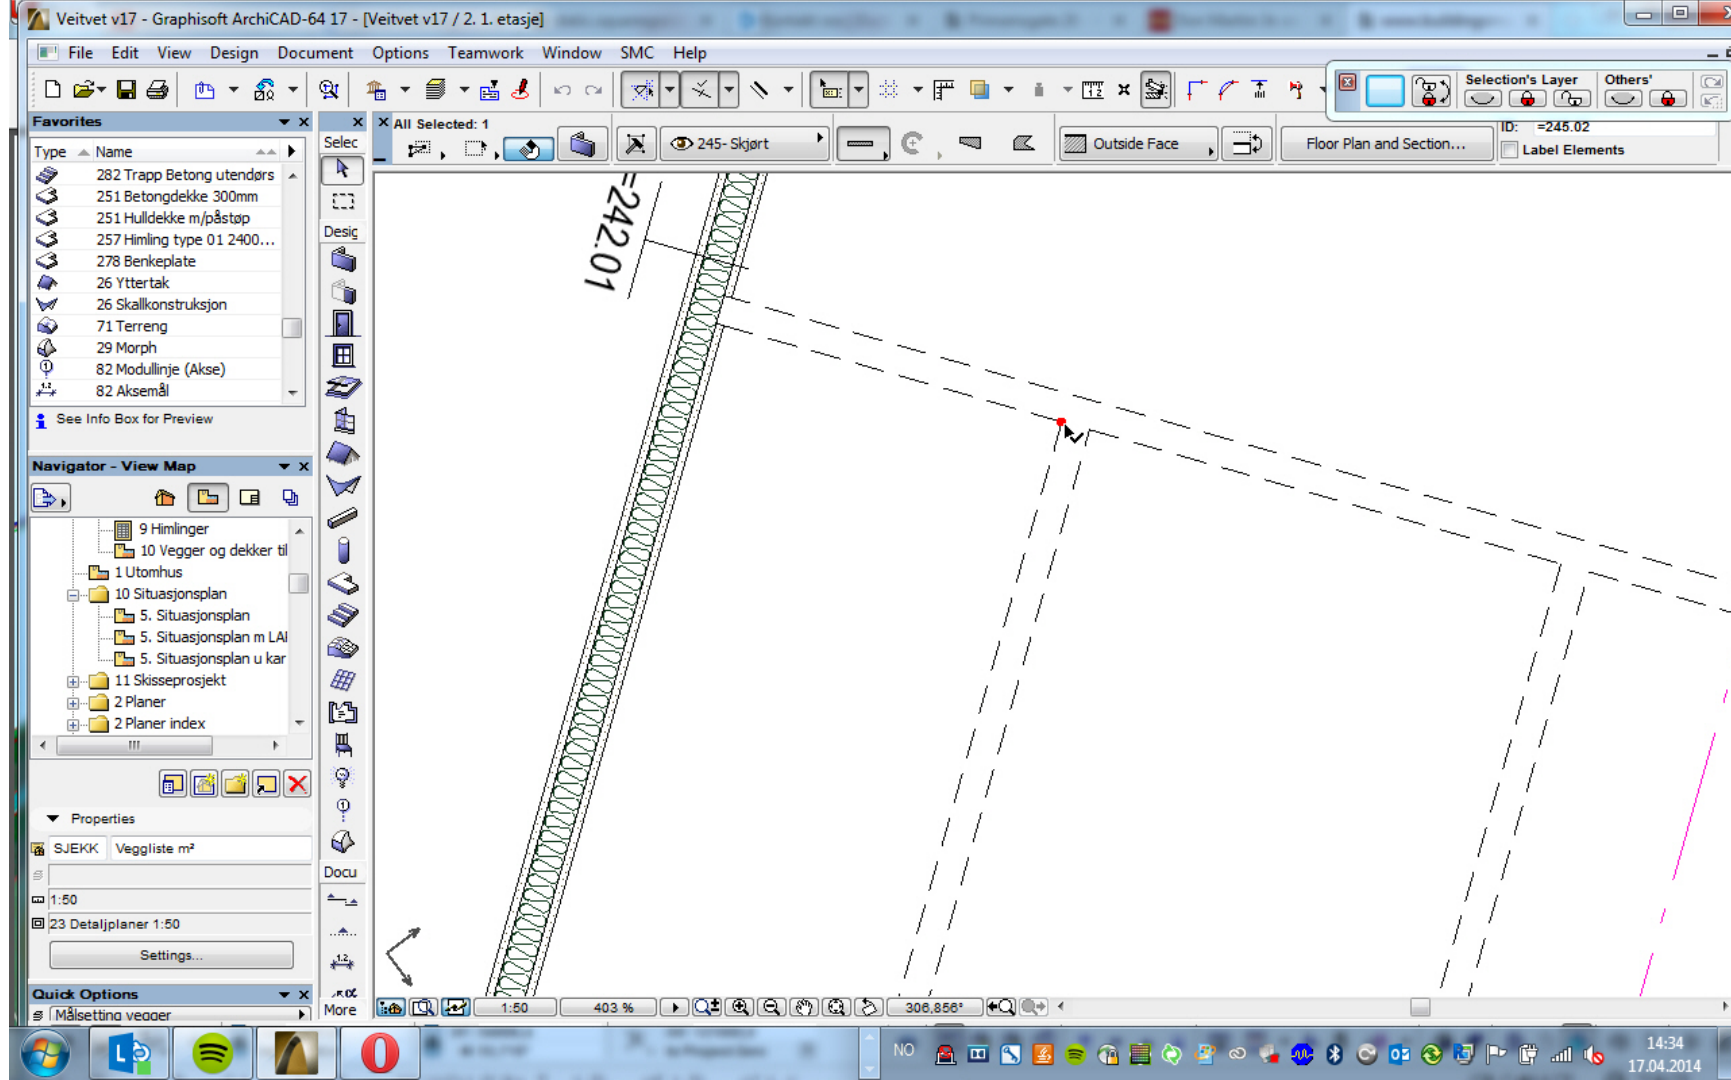 Veitvet v17 - Graphisoft ArchiCAD-64 17 - [Veitvet v17 / 2. 1. etasje]
File Edit View Design Document Options Teamwork Window SMC Help
Selection's Layer Others'
Favorites
Selec
All Selected: 1
245- Skjørt
Outside Face
Floor Plan and Section...
ID: =245.02
Label Elements
Type Name
282 Trapp Betong utendørs
251 Betongdekke 300mm
251 Hulldekke m/påstøp
257 Himling type 01 2400...
278 Benkeplate
26 Yttertak
26 Skallkonstruksjon
71 Terreng
29 Morph
82 Modullinje (Akse)
82 Aksemål
See Info Box for Preview
Desig
=242.01
Navigator - View Map
9 Himlinger
10 Vegger og dekker til
1 Utomhus
10 Situasjonsplan
5. Situasjonsplan
5. Situasjonsplan m LAI
5. Situasjonsplan u kar
11 Skisseprosjekt
2 Planer
2 Planer index
Properties
SJEKK Veggliste m²
1:50
23 Detaljplaner 1:50
Settings...
Docu
More
Quick Options
Målsetting vegger
1:50
403 %
306,856°
NO
14:34
17.04.2014